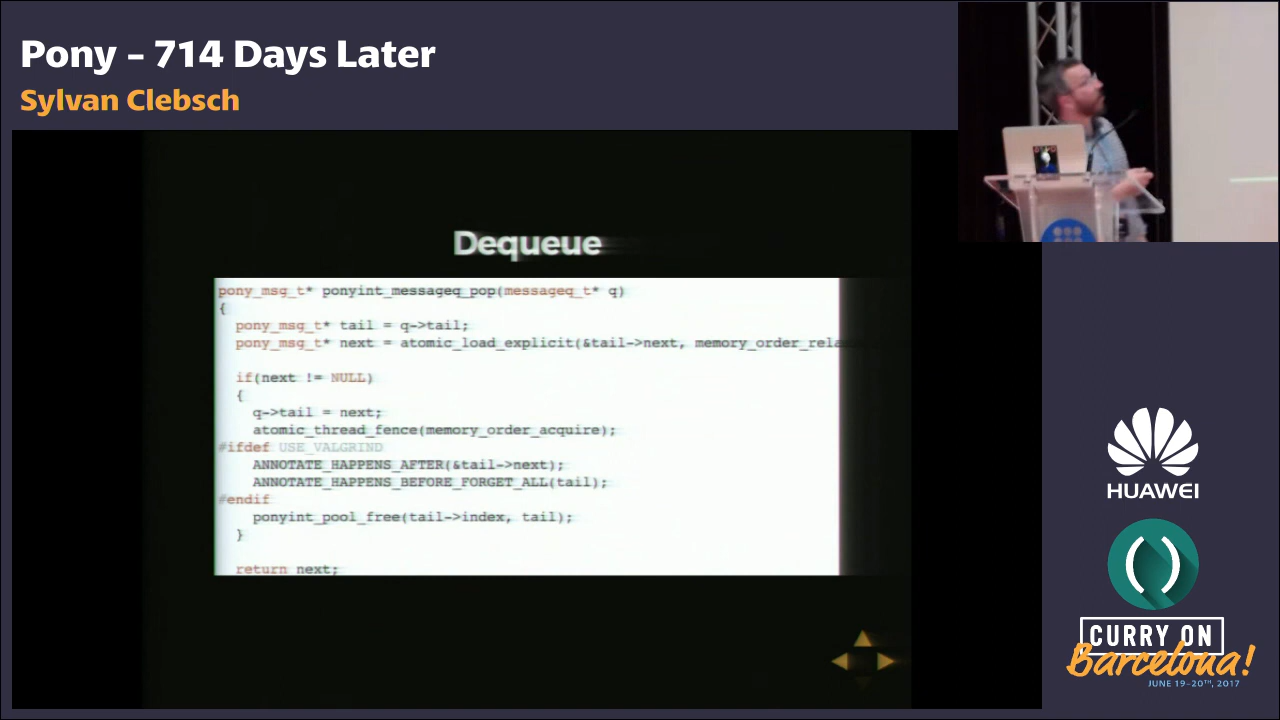 Pony – 714 Days Later
Sylvan Clebsch
Dequeue
pony_msg_t* ponyint_messageq_pop(messageq_t* q)
{
pony_msg_t* tail = q->tail;
pony_msg_t* next = atomic_load_explicit(&tail->next, memory_order_rela
if(next != NULL)
{
q->tail = next;
atomic_thread_fence(memory_order_acquire);
#ifdef USE_VALGRIND
ANNOTATE_HAPPENS_AFTER(&tail->next);
ANNOTATE_HAPPENS_BEFORE_FORGET_ALL(tail);
#endif
ponyint_pool_free(tail->index, tail);
}
return next;
HUAWEI
CURRY ON
Barcelona!
JUNE 19-20TH, 2017